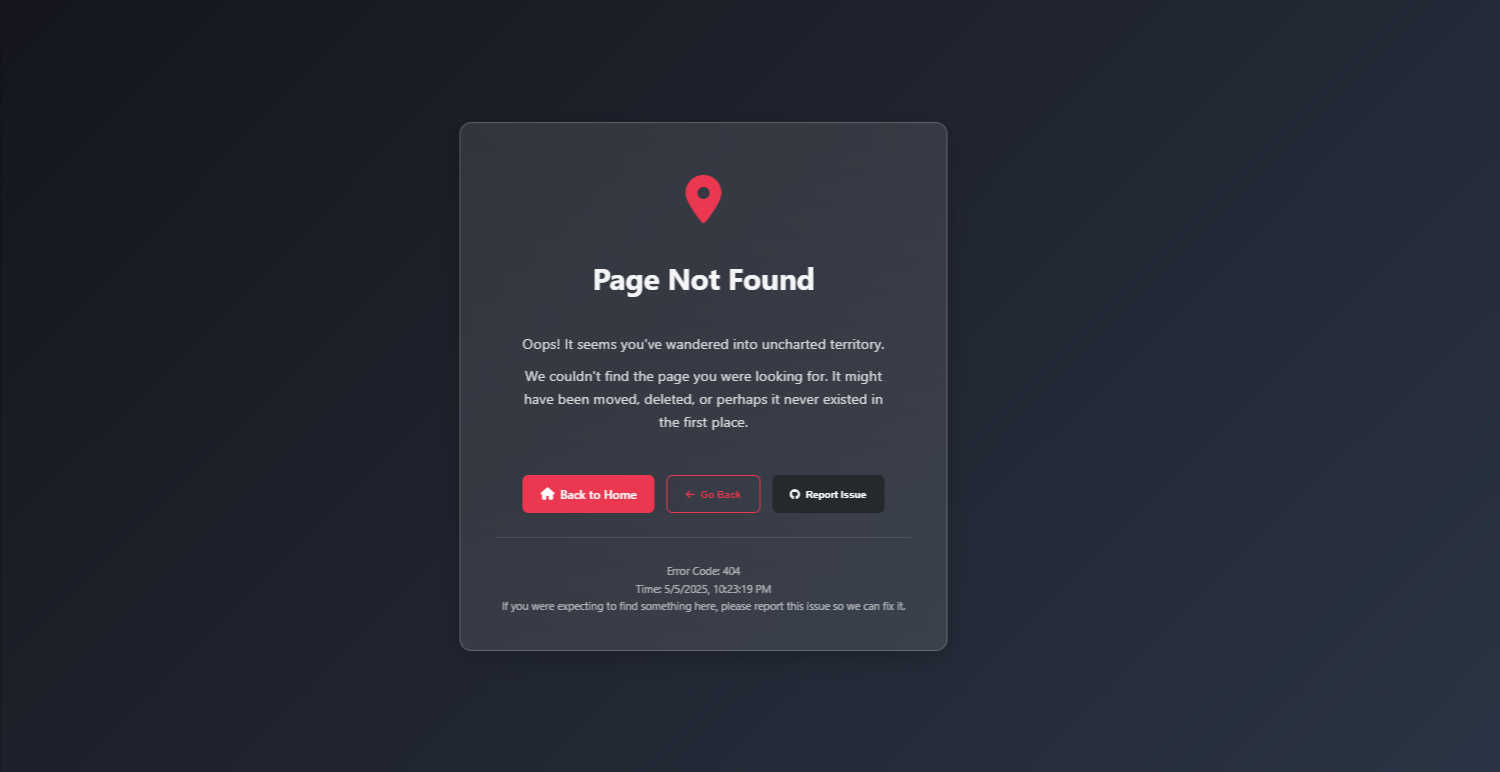 Page Not Found
Oops! It seems you've wandered into uncharted territory.
We couldn't find the page you were looking for. It might
have been moved, deleted, or perhaps it never existed in
the first place.
Back to Home
Go Back
Report Issue
Error Code: 404
Time: 5/5/2025, 10:23:19 PM
If you were expecting to find something here, please report this issue so we can fix it.